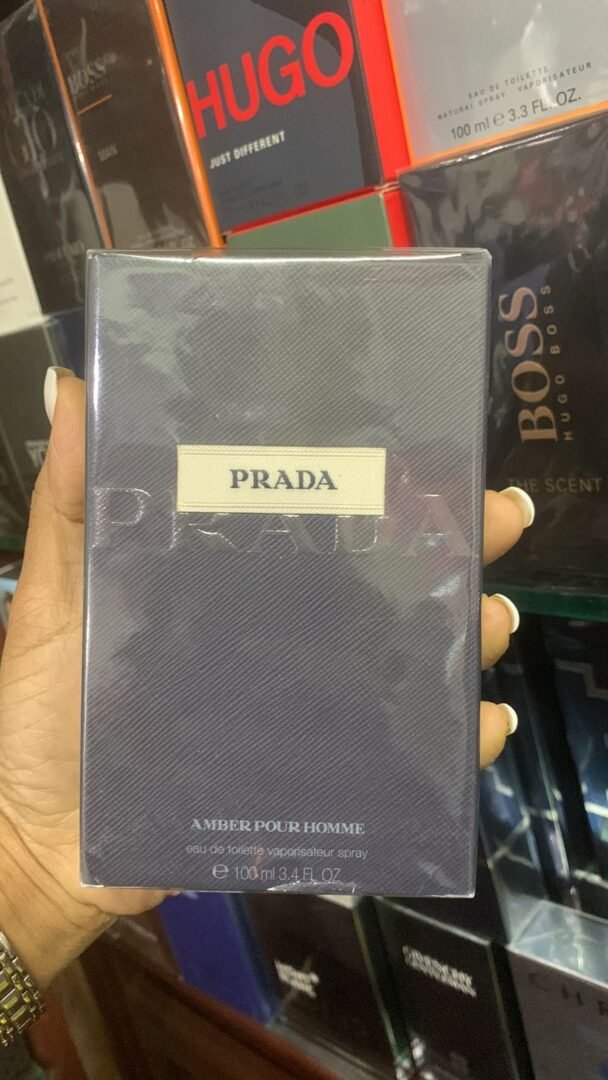 BOSS
MAN
HUGO
JUST DIFFERENT
EAU DE TOILETTE
NATURAL SPRAY - VAPORISATEUR
100 ml e 3.3 FL. OZ.
BOSS
HUGO BOSS
THE SCENT
PRADA
PRADA
AMBER POUR HOMME
eau de toilette vaporisateur spray
e 100 ml 3.4 FL OZ